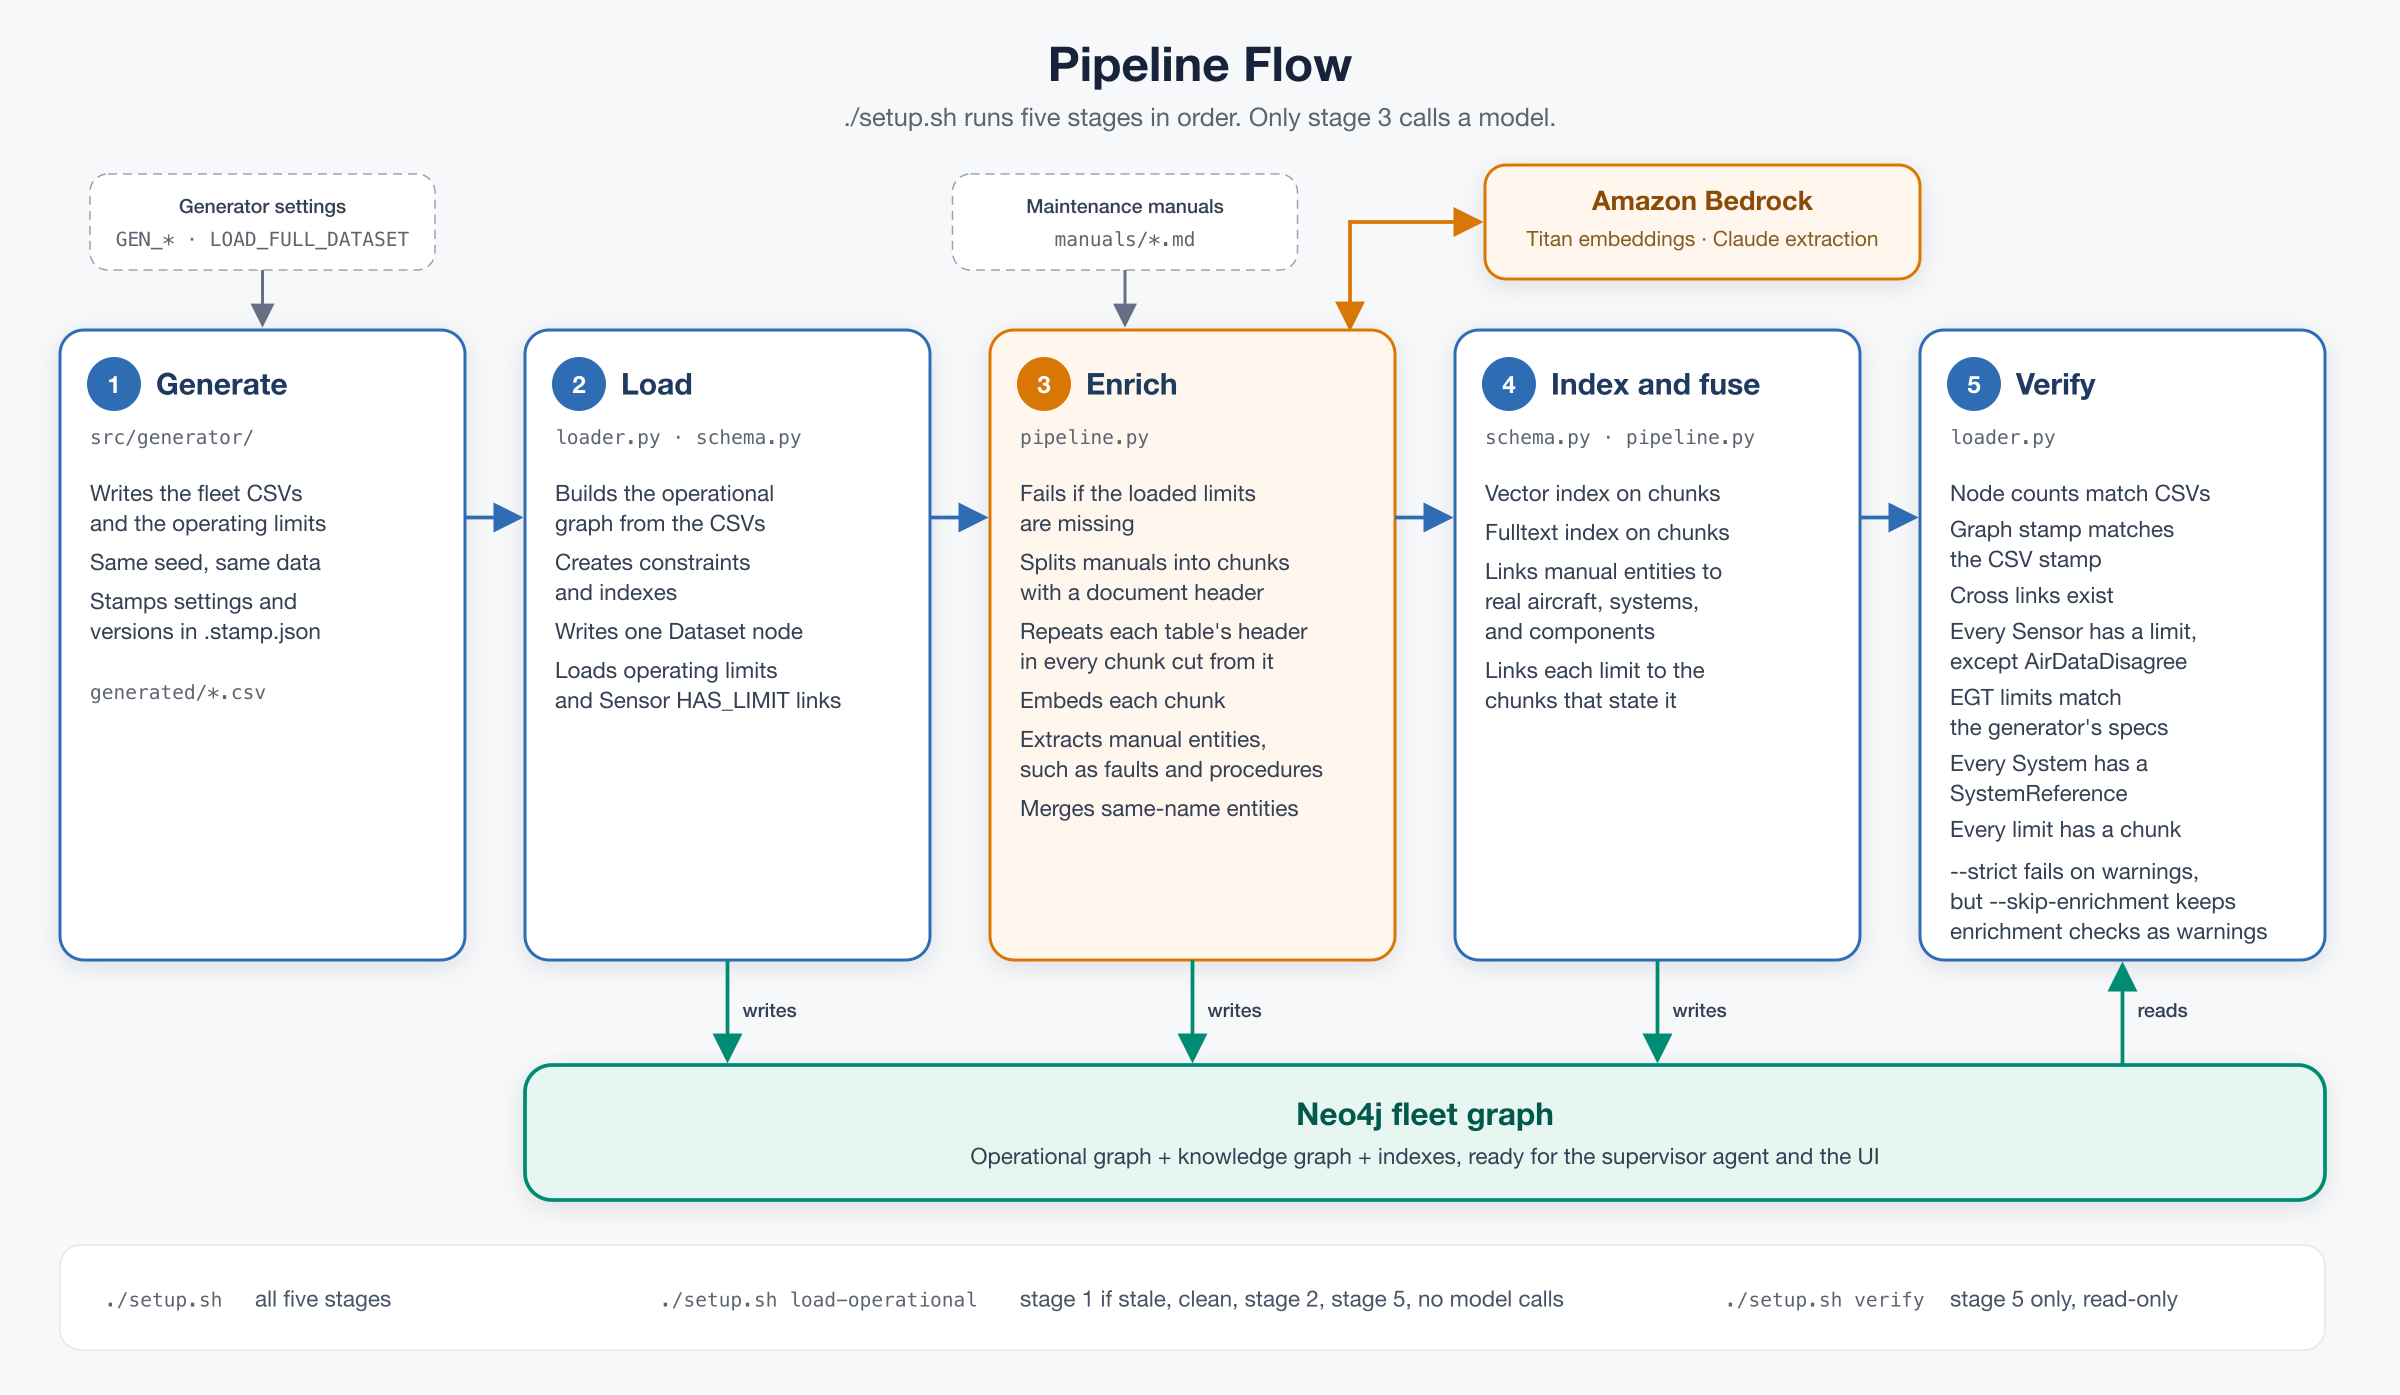 Pipeline Flow
./setup.sh runs five stages in order. Only stage 3 calls a model.
Generator settings
GEN_* · LOAD_FULL_DATASET
Maintenance manuals
manuals/*.md
Amazon Bedrock
Titan embeddings · Claude extraction
1 Generate
src/generator/
Writes the fleet CSVs
and the operating limits
Same seed, same data
Stamps settings and
versions in .stamp.json
generated/*.csv
2 Load
loader.py · schema.py
Builds the operational
graph from the CSVs
Creates constraints
and indexes
Writes one Dataset node
Loads operating limits
and Sensor HAS_LIMIT links
3 Enrich
pipeline.py
Fails if the loaded limits
are missing
Splits manuals into chunks
with a document header
Repeats each table's header
in every chunk cut from it
Embeds each chunk
Extracts manual entities,
such as faults and procedures
Merges same-name entities
4 Index and fuse
schema.py · pipeline.py
Vector index on chunks
Fulltext index on chunks
Links manual entities to
real aircraft, systems,
and components
Links each limit to the
chunks that state it
5 Verify
loader.py
Node counts match CSVs
Graph stamp matches
the CSV stamp
Cross links exist
Every Sensor has a limit,
except AirDataDisagree
EGT limits match
the generator's specs
Every System has a
SystemReference
Every limit has a chunk
--strict fails on warnings,
but --skip-enrichment keeps
enrichment checks as warnings
writes
writes
writes
reads
Neo4j fleet graph
Operational graph + knowledge graph + indexes, ready for the supervisor agent and the UI
./setup.sh all five stages
./setup.sh load-operational stage 1 if stale, clean, stage 2, stage 5, no model calls
./setup.sh verify stage 5 only, read-only